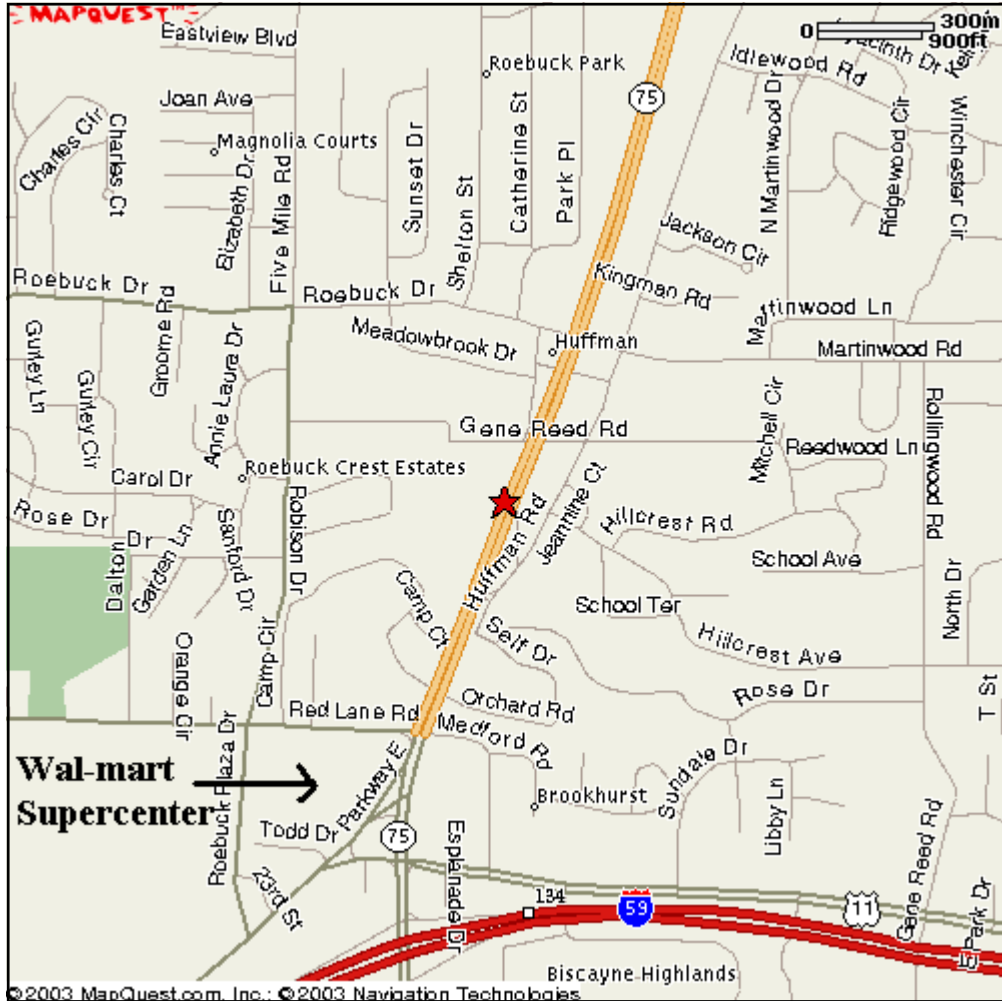 MAPQUEST™
0 300m
900ft
Eastview Blvd
Roebuck Park
Idlewood Rd
Joan Ave
75
Charles Cir
Charles Ct
Magnolia Courts
Elizabeth Dr
Five Mile Rd
Sunset Dr
Shelton St
Catherine St
Park Pl
N Martinwood Dr
Ridgewood Cir
Winchester Cir
Jackson Cir
Roebuck Dr
Roebuck Dr
Kingman Rd
Martinwood Ln
Groome Rd
Meadowbrook Dr
Huffman
Martinwood Rd
Gurley Ln
Gurley Cir
Annie Laura Dr
Gene Reed Rd
Mitchell Cir
Reedwood Ln
Rollingwood Rd
Carol Dr
Roebuck Crest Estates
Rose Dr
Dr
Robison Dr
Huffman Rd
Jeannine Ct
Hillcrest Rd
Dalton
Garden Ln
Sanford Dr
School Ave
Camp Ct
School Ter
North Dr
Self Dr
Hillcrest Ave
Orange Cir
Camp Cir
Rose Dr
T St
Red Lane Rd
Orchard Rd
Medford Rd
Wal-mart
Supercenter
Roebuck Plaza Dr
Parkway E
Sundale Dr
Brookhurst
Libby Ln
Todd Dr
75
Esplanade Dr
Gene Reed Rd
23rd St
134
59
11
E Park Dr
Biscayne Highlands
©2003 MapQuest.com, Inc.; ©2003 Navigation Technologies